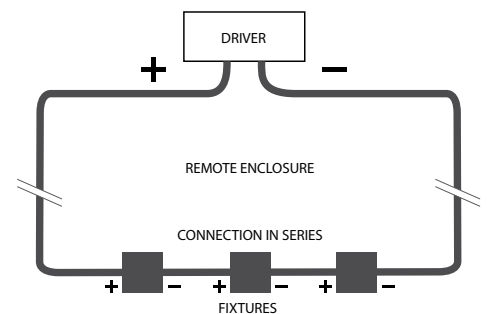 DRIVER
+ −
REMOTE ENCLOSURE
CONNECTION IN SERIES
+ − + − + −
FIXTURES